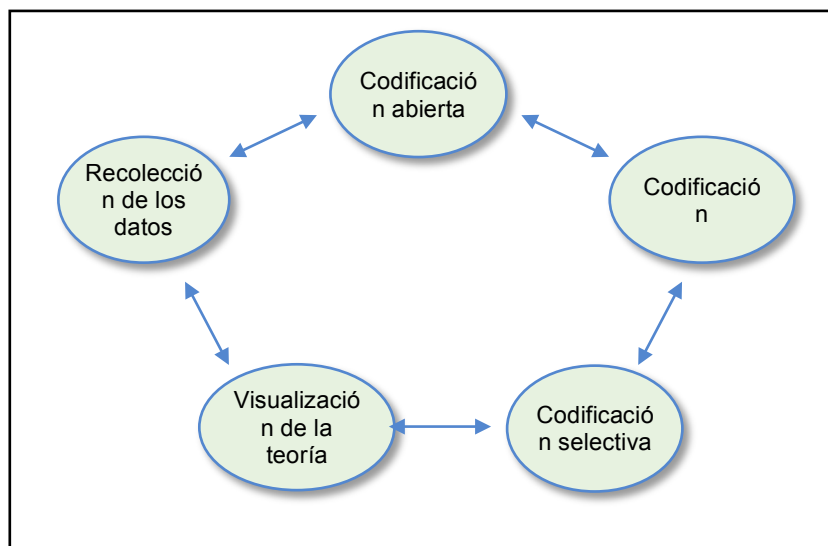 Codificació
n abierta
Recolecció
n de los
datos
Codificació
n
Visualizació
n de la
teoría
Codificació
n selectiva